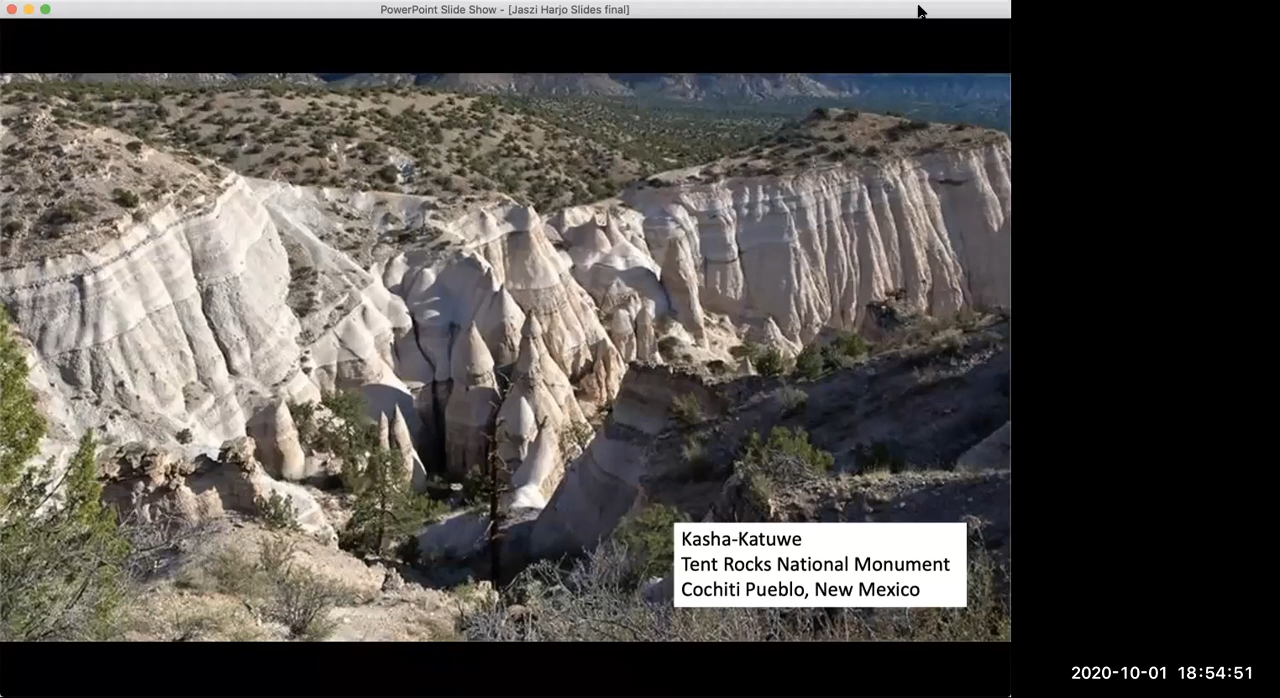 PowerPoint Slide Show - [Jaszi Harjo Slides final]
Kasha-Katuwe
Tent Rocks National Monument
Cochiti Pueblo, New Mexico
2020-10-01 18:54:51